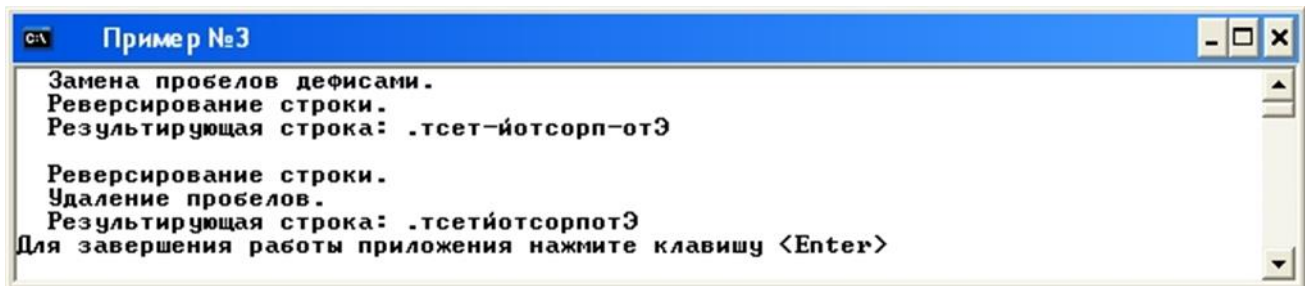 Пример №3
Замена пробелов дефисами.
Реверсирование строки.
Результирующая строка: .тсет-йотсорп-отЭ
Реверсирование строки.
Удаление пробелов.
Результирующая строка: .тсетйотсорпотЭ
Для завершения работы приложения нажмите клавишу <Enter>